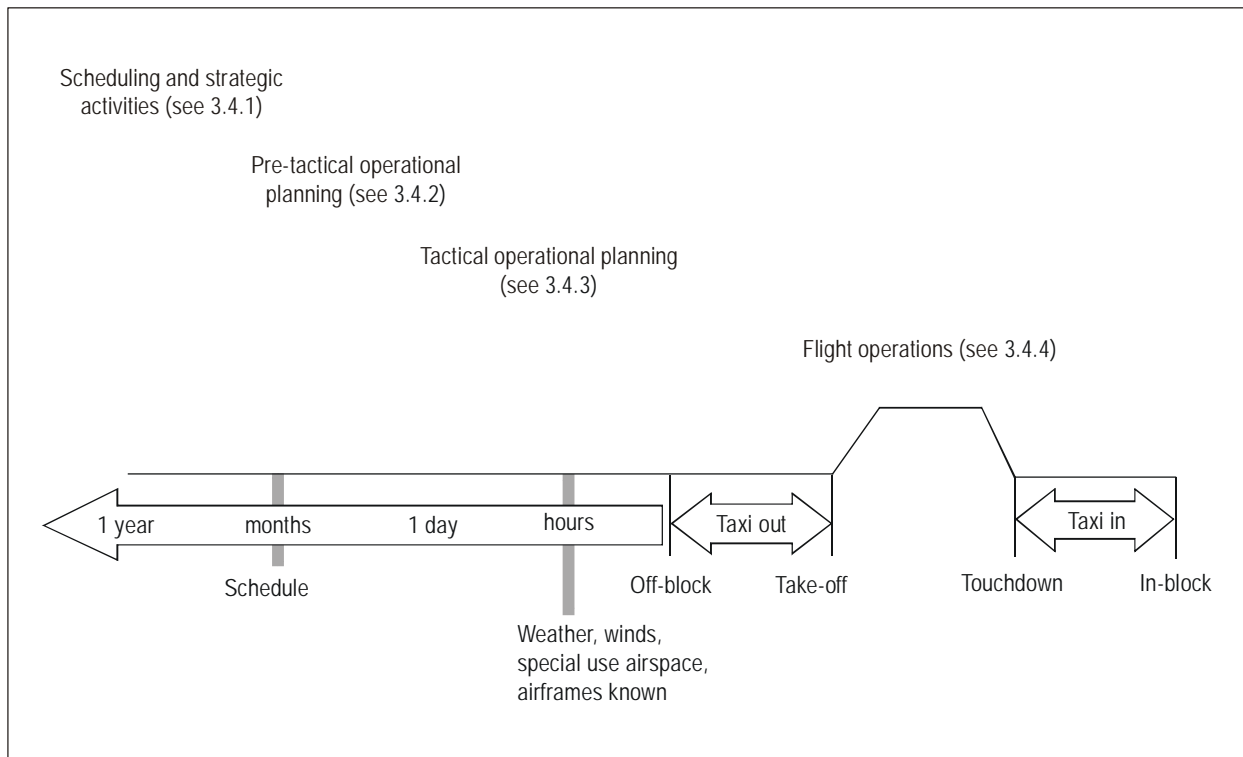 Scheduling and strategic
activities (see 3.4.1)
Pre-tactical operational
planning (see 3.4.2)
Tactical operational planning
(see 3.4.3)
Flight operations (see 3.4.4)
1 year
months
1 day
hours
Taxi out
Taxi in
Schedule
Off-block
Take-off
Touchdown
In-block
Weather, winds,
special use airspace,
airframes known